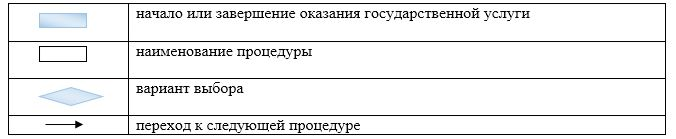 начало или завершение оказания государственной услуги
наименование процедуры
вариант выбора
переход к следующей процедуре